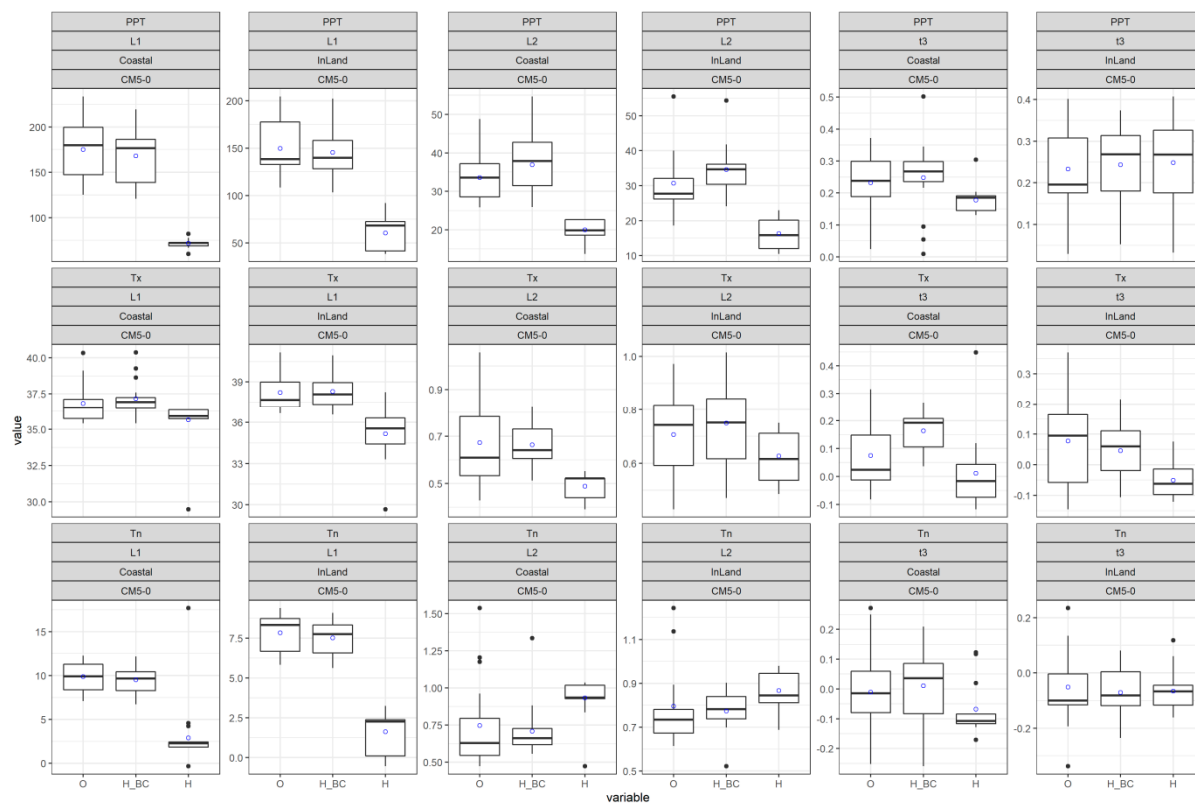 PPT PPT PPT PPT PPT PPT
L1 L1 L2 L2 t3 t3
Coastal InLand Coastal InLand Coastal InLand
CM5-0 CM5-0 CM5-0 CM5-0 CM5-0 CM5-0
200 200 50 50 0.5 0.4
150 150 40 40 0.4 0.3
100 100 30 30 0.3 0.2
50 20 20 0.2 0.1
10 0.1
0.0
Tx Tx Tx Tx Tx Tx
L1 L1 L2 L2 t3 t3
Coastal InLand Coastal InLand Coastal InLand
CM5-0 CM5-0 CM5-0 CM5-0 CM5-0 CM5-0
40.0 39 0.9 1.0 0.4 0.3
37.5 36 0.7 0.8 0.3 0.2
35.0 33 0.5 0.6 0.2 0.1
32.5 30 0.1 0.0
30.0 0.0 -0.1
-0.1
value
Tn Tn Tn Tn Tn Tn
L1 L1 L2 L2 t3 t3
Coastal InLand Coastal InLand Coastal InLand
CM5-0 CM5-0 CM5-0 CM5-0 CM5-0 CM5-0
15 7.5 1.50 1.1 0.2 0.2
10 5.0 1.25 0.9 0.1 0.0
5 2.5 1.00 0.7 0.0 -0.2
0 0.0 0.75 0.5 -0.1
0.50 -0.2
O H_BC H O H_BC H O H_BC H O H_BC H O H_BC H O H_BC H
variable